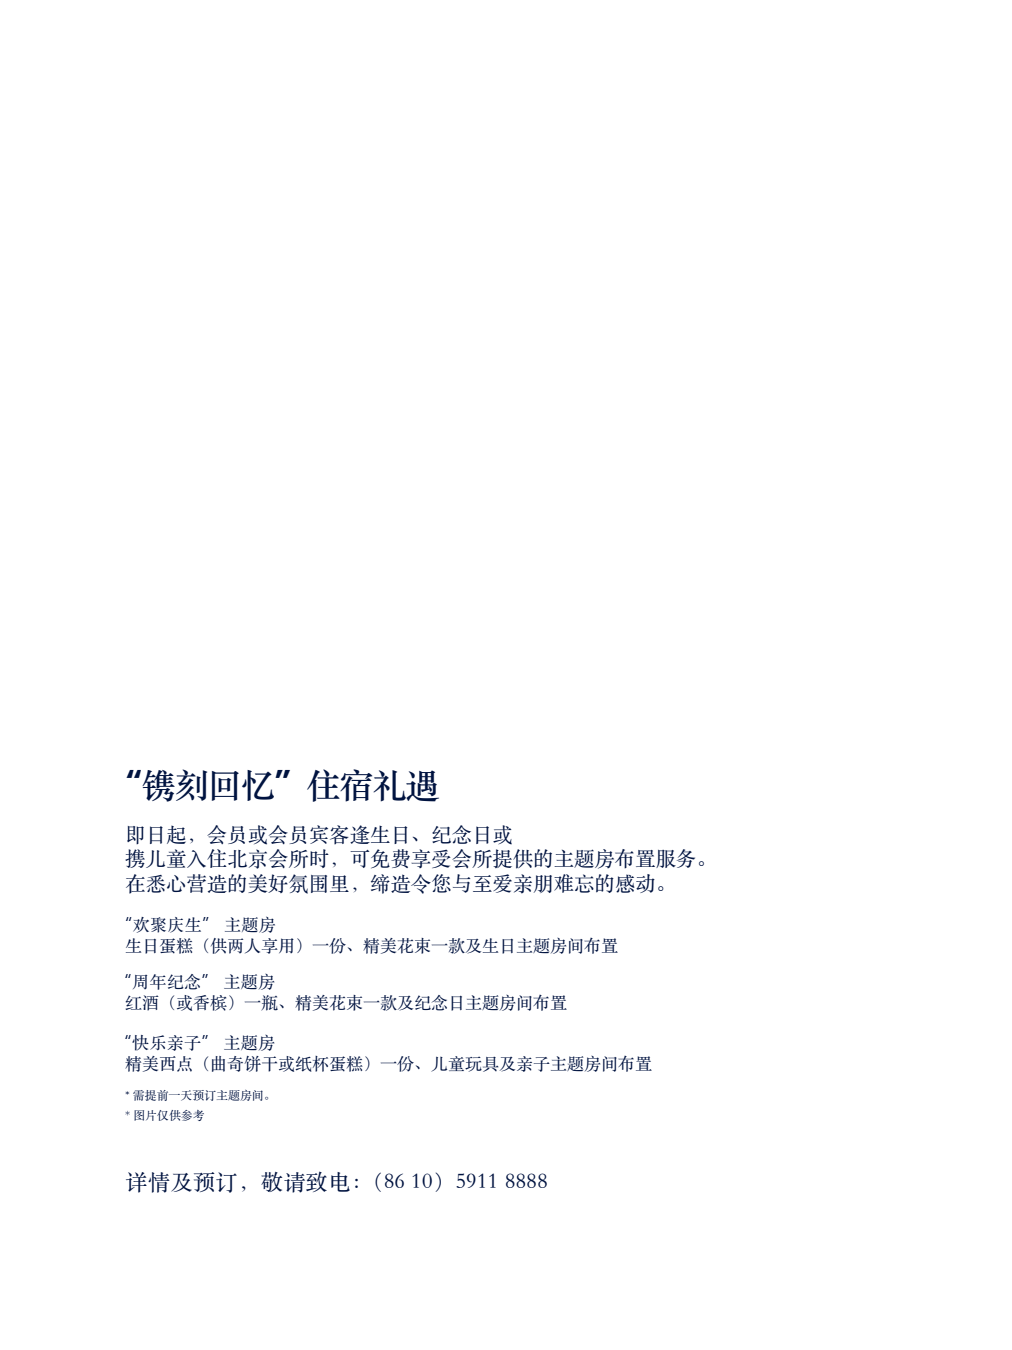 “镌刻回忆” 住宿礼遇
即日起，会员或会员宾客逢生日、纪念日或
携儿童入住北京会所时，可免费享受会所提供的主题房布置服务。
在悉心营造的美好氛围里，缔造令您与至爱亲朋难忘的感动。
“欢聚庆生” 主题房
生日蛋糕（供两人享用）一份、精美花束一款及生日主题房间布置
“周年纪念” 主题房
红酒（或香槟）一瓶、精美花束一款及纪念日主题房间布置
“快乐亲子” 主题房
精美西点（曲奇饼干或纸杯蛋糕）一份、儿童玩具及亲子主题房间布置
* 需提前一天预订主题房间。
* 图片仅供参考
详情及预订，敬请致电：（86 10）5911 8888